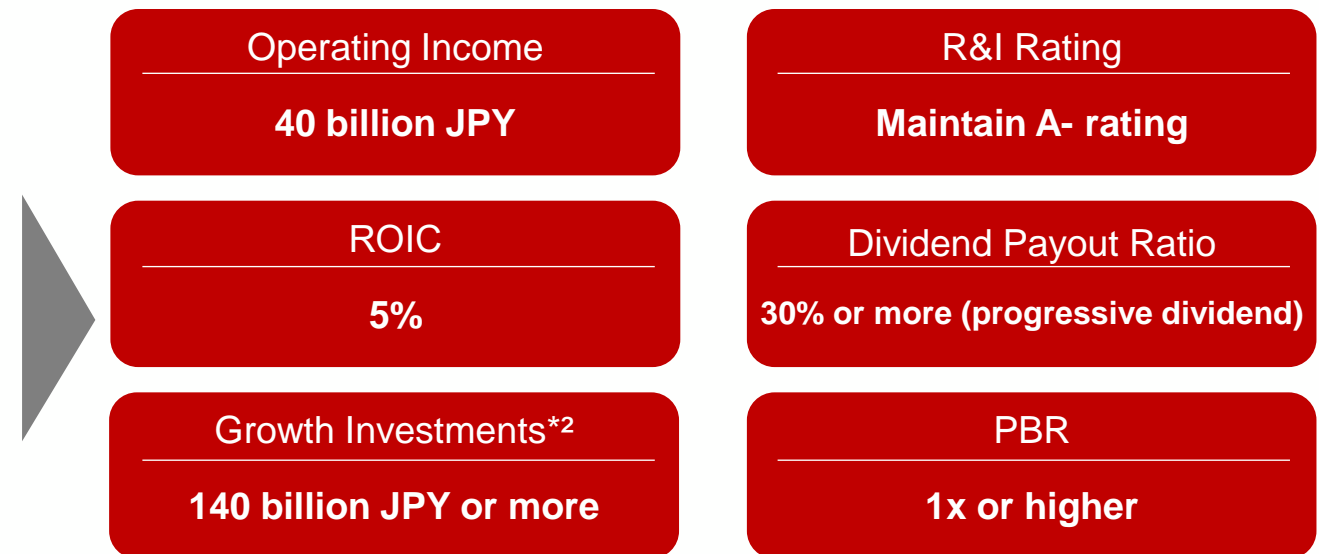 Operating Income
40 billion JPY
R&I Rating
Maintain A- rating
ROIC
5%
Dividend Payout Ratio
30% or more (progressive dividend)
Growth Investments*²
140 billion JPY or more
PBR
1x or higher